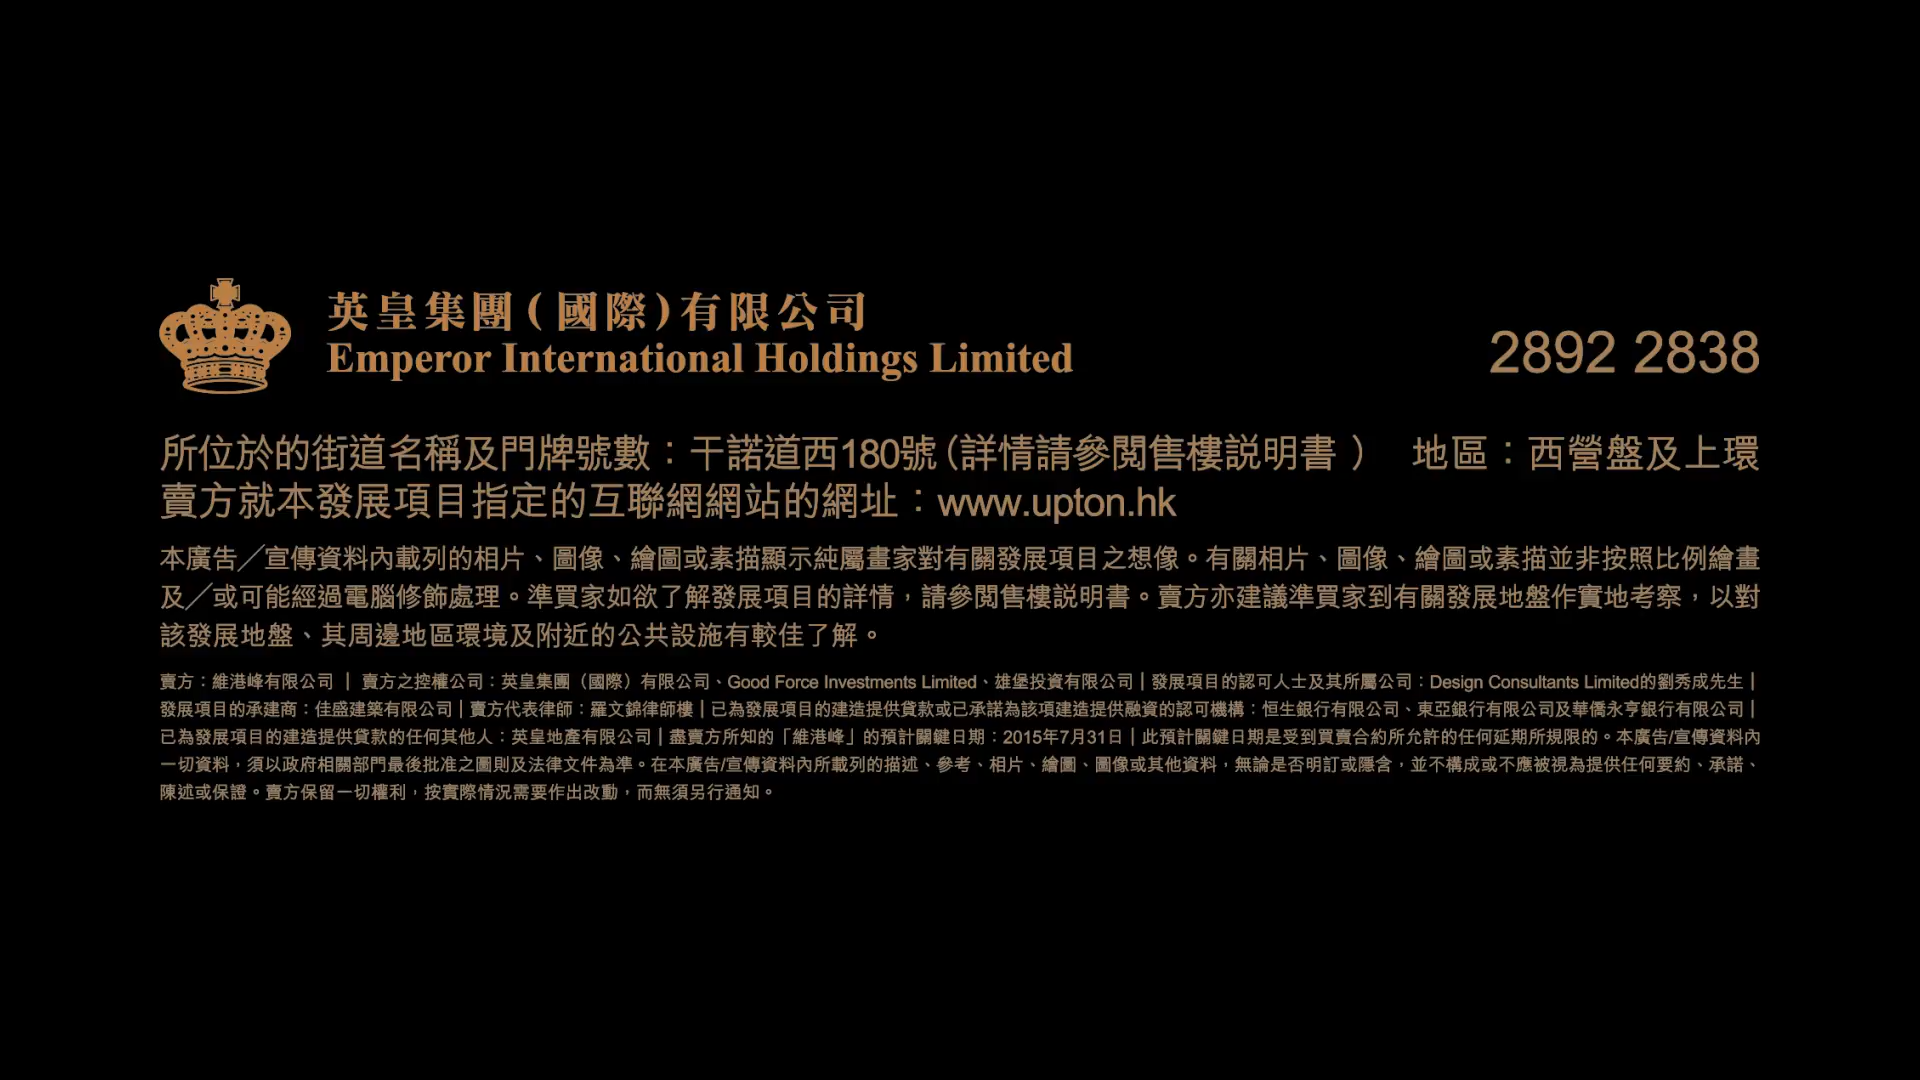 英皇集團(國際)有限公司
Emperor International Holdings Limited
2892 2838
所位於的街道名稱及門牌號數：干諾道西180號(詳情請參閱售樓説明書 ) 地區：西營盤及上環
賣方就本發展項目指定的互聯網網站的網址：www.upton.hk
本廣告／宣傳資料內載列的相片、圖像、繪圖或素描顯示純屬畫家對有關發展項目之想像。有關相片、圖像、繪圖或素描並非按照比例繪畫
及／或可能經過電腦修飾處理。準買家如欲了解發展項目的詳情，請參閱售樓説明書。賣方亦建議準買家到有關發展地盤作實地考察，以對
該發展地盤、其周邊地區環境及附近的公共設施有較佳了解。
賣方：維港峰有限公司 | 賣方之控權公司：英皇集團（國際）有限公司、Good Force Investments Limited、雄堡投資有限公司 | 發展項目的認可人士及其所屬公司：Design Consultants Limited的劉秀成先生 |
發展項目的承建商：佳盛建築有限公司 | 賣方代表律師：羅文錦律師樓 | 已為發展項目的建造提供貸款或已承諾為該項建造提供融資的認可機構：恒生銀行有限公司、東亞銀行有限公司及華僑永亨銀行有限公司 |
已為發展項目的建造提供貸款的任何其他人：英皇地產有限公司 | 盡賣方所知的「維港峰」的預計關鍵日期：2015年7月31日 | 此預計關鍵日期是受到買賣合約所允許的任何延期所規限的。本廣告/宣傳資料內
一切資料，須以政府相關部門最後批准之圖則及法律文件為準。在本廣告/宣傳資料內所載列的描述、參考、相片、繪圖、圖像或其他資料，無論是否明訂或隱含，並不構成或不應被視為提供任何要約、承諾、
陳述或保證。賣方保留一切權利，按實際情況需要作出改動，而無須另行通知。